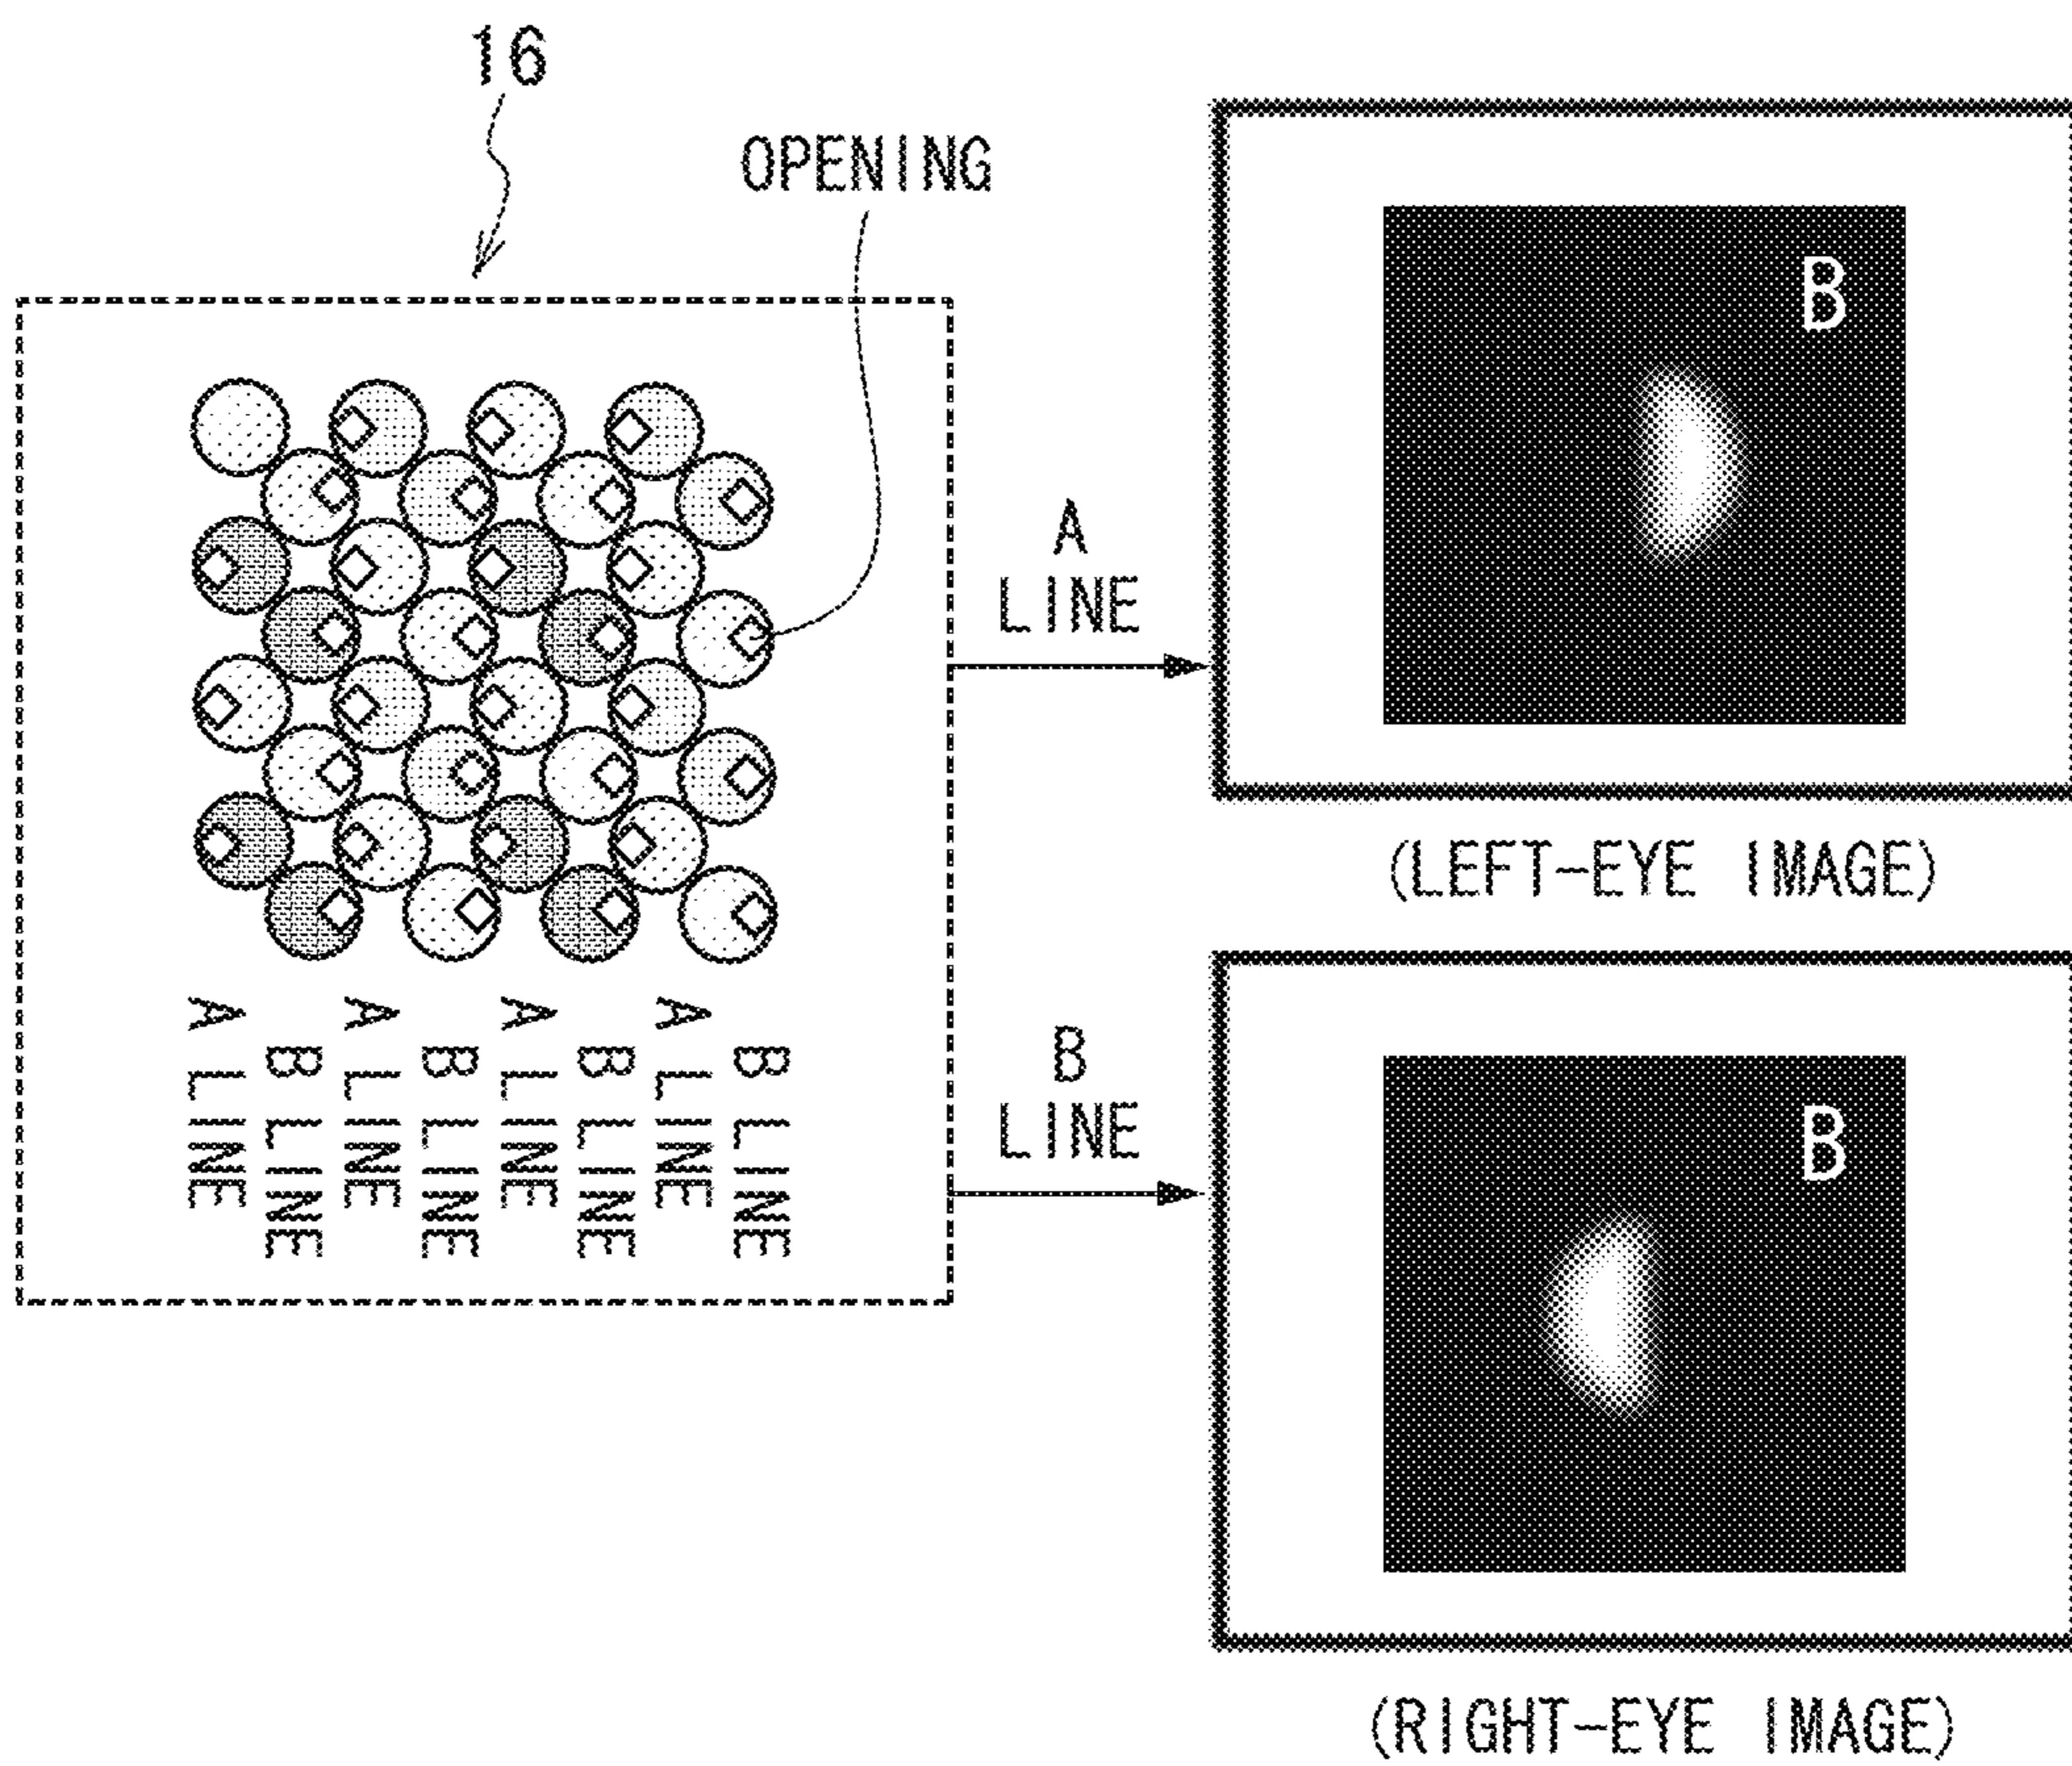 16
OPENING
A LINE
B LINE
A LINE
B LINE
A LINE
B LINE
A LINE
B LINE
A
LINE
B
(LEFT-EYE IMAGE)
B
LINE
B
(RIGHT-EYE IMAGE)